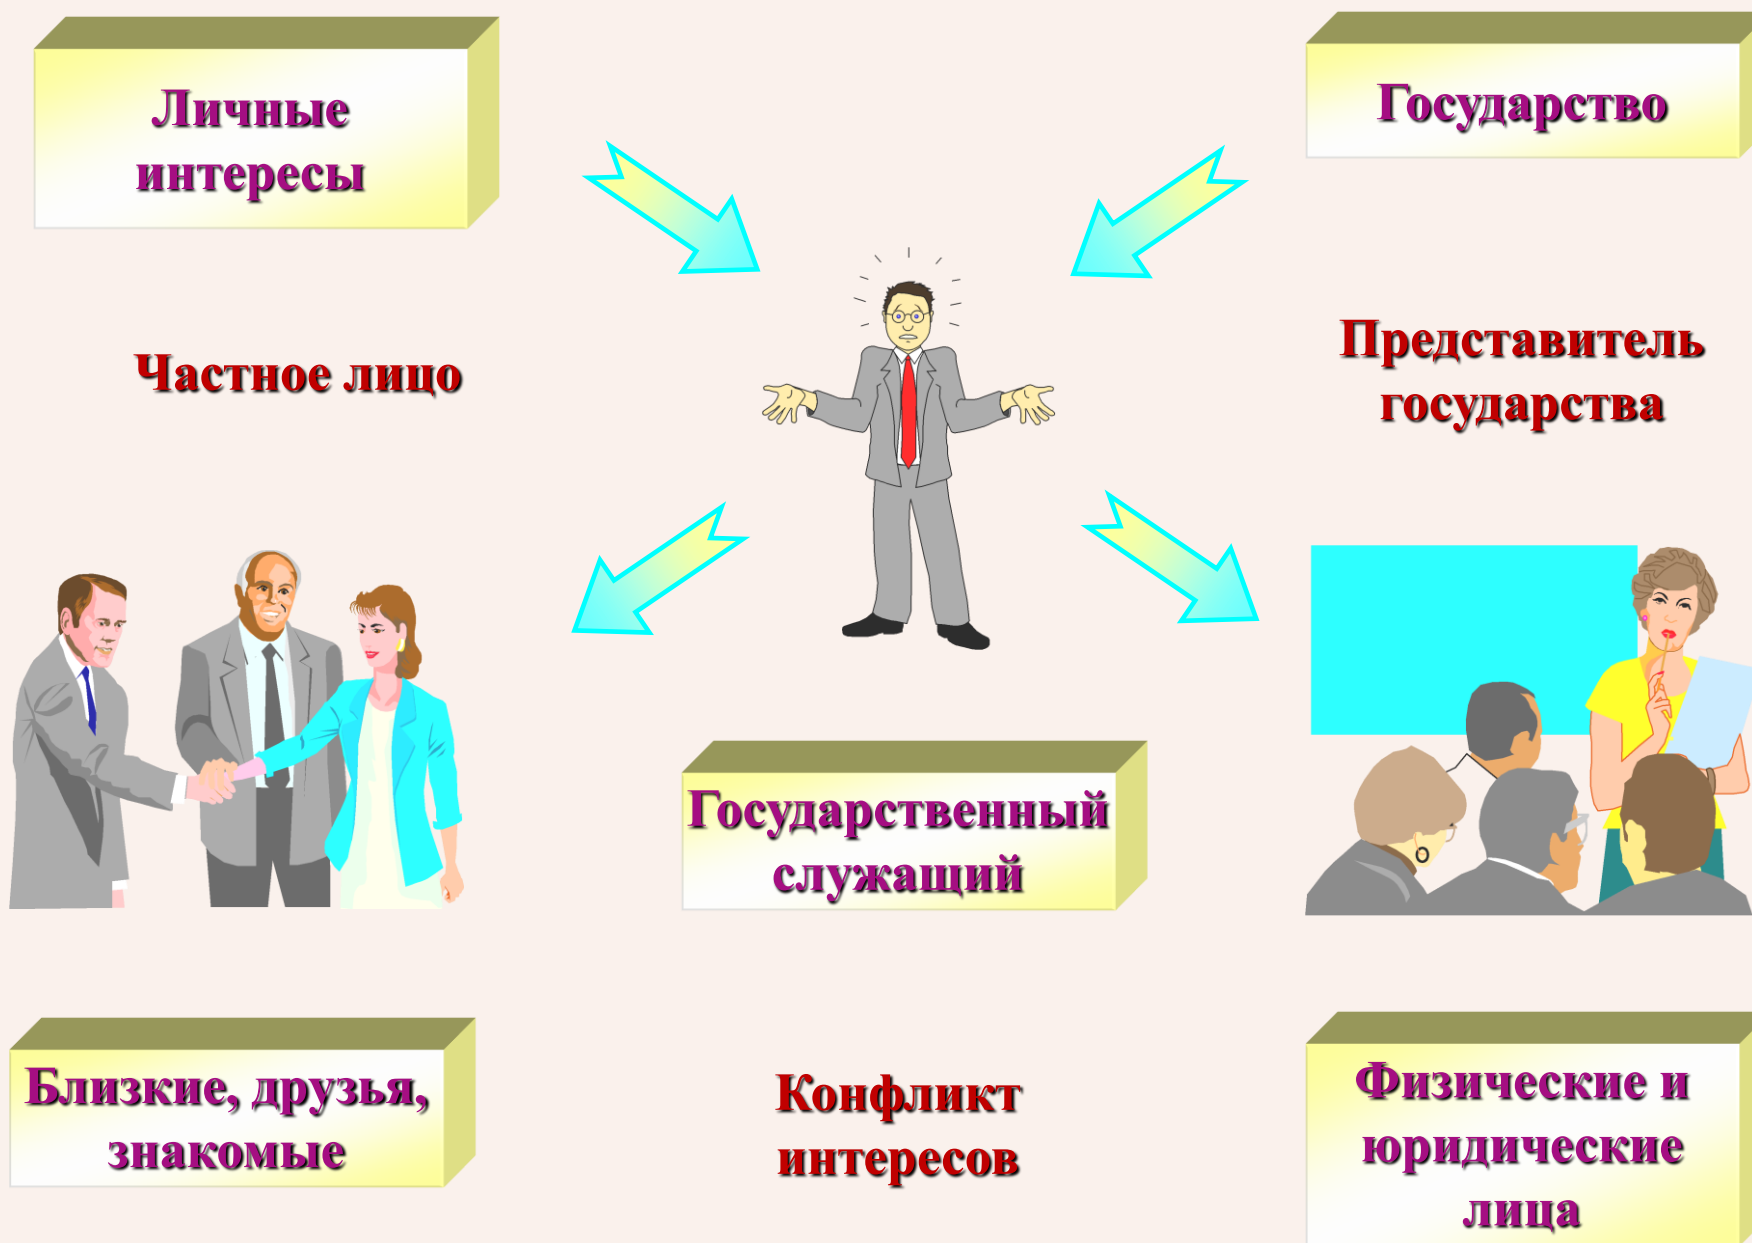 Личные
интересы
Государство
Частное лицо
Представитель
государства
Государственный
служащий
Близкие, друзья,
знакомые
Конфликт
интересов
Физические и
юридические
лица